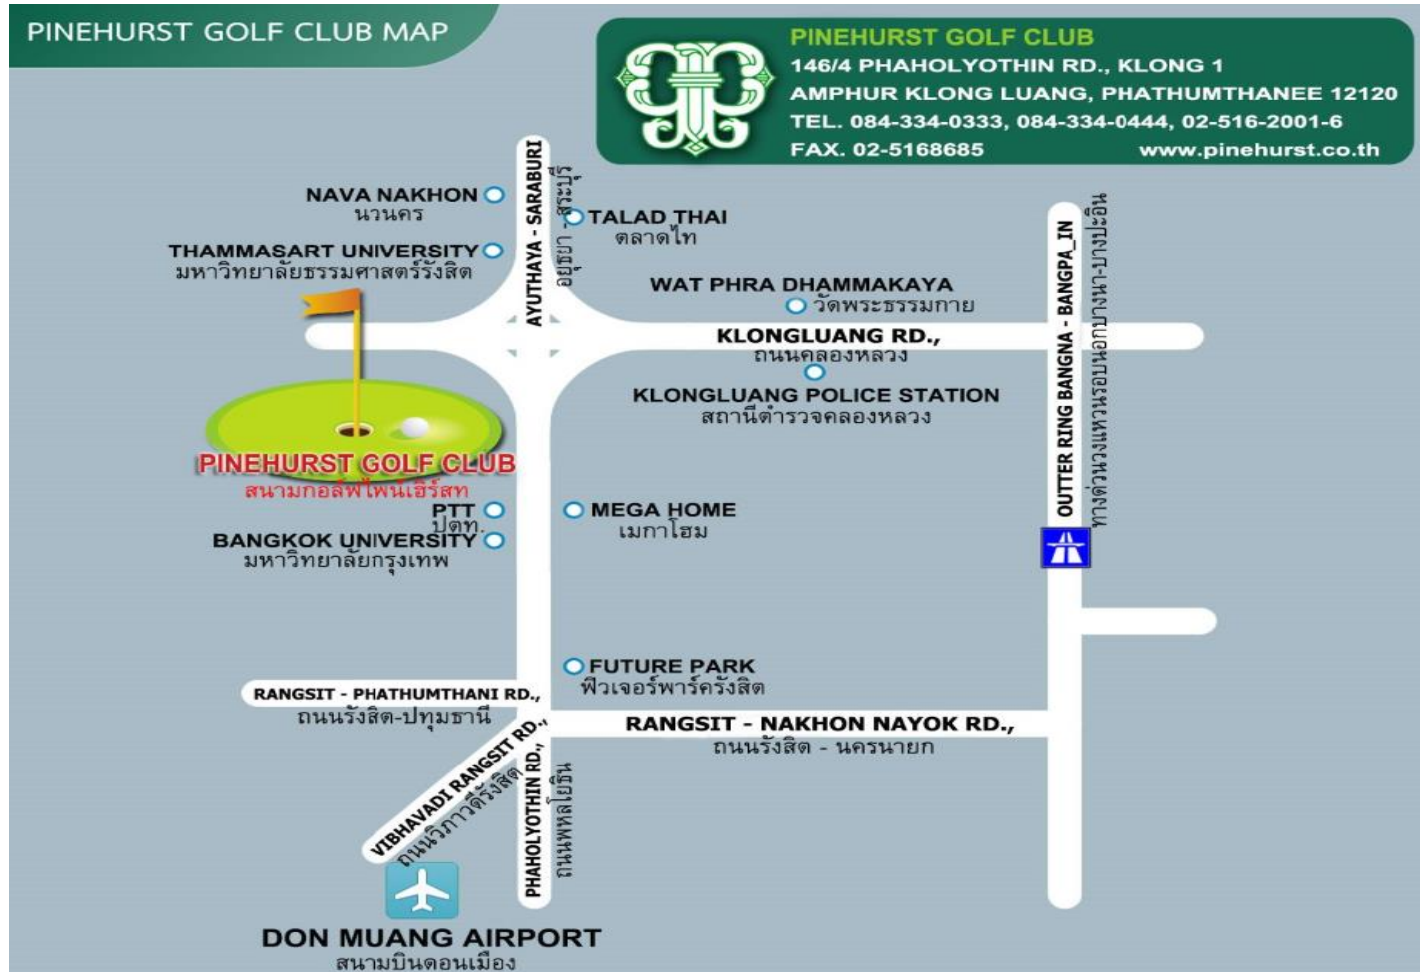 PINEHURST GOLF CLUB MAP
PINEHURST GOLF CLUB
146/4 PHAHOLYOTHIN RD., KLONG 1
AMPHUR KLONG LUANG, PHATHUMTHANEE 12120
TEL. 084-334-0333, 084-334-0444, 02-516-2001-6
FAX. 02-5168685 www.pinehurst.co.th
AYUTHAYA - SARABURI
อยุธยา - สระบุรี
NAVA NAKHON
นวนคร
TALAD THAI
ตลาดไท
THAMMASART UNIVERSITY
มหาวิทยาลัยธรรมศาสตร์รังสิต
WAT PHRA DHAMMAKAYA
วัดพระธรรมกาย
KLONGLUANG RD.,
ถนนคลองหลวง
KLONGLUANG POLICE STATION
สถานีตำรวจคลองหลวง
OUTTER RING BANGNA - BANGPA_IN
ทางด่วนวงแหวนรอบนอกบางนา-บางปะอิน
PINEHURST GOLF CLUB
สนามกอล์ฟไพน์เฮิร์สท
PTT
ปตท.
BANGKOK UNIVERSITY
มหาวิทยาลัยกรุงเทพ
MEGA HOME
เมกาโฮม
FUTURE PARK
ฟิวเจอร์พาร์ครังสิต
RANGSIT - PHATHUMTHANI RD.,
ถนนรังสิต-ปทุมธานี
RANGSIT - NAKHON NAYOK RD.,
ถนนรังสิต - นครนายก
VIBHAVADI RANGSIT RD.,
ถนนวิภาวดีรังสิต
PHAHOLYOTHIN RD.,
ถนนพหลโยธิน
DON MUANG AIRPORT
สนามบินดอนเมือง